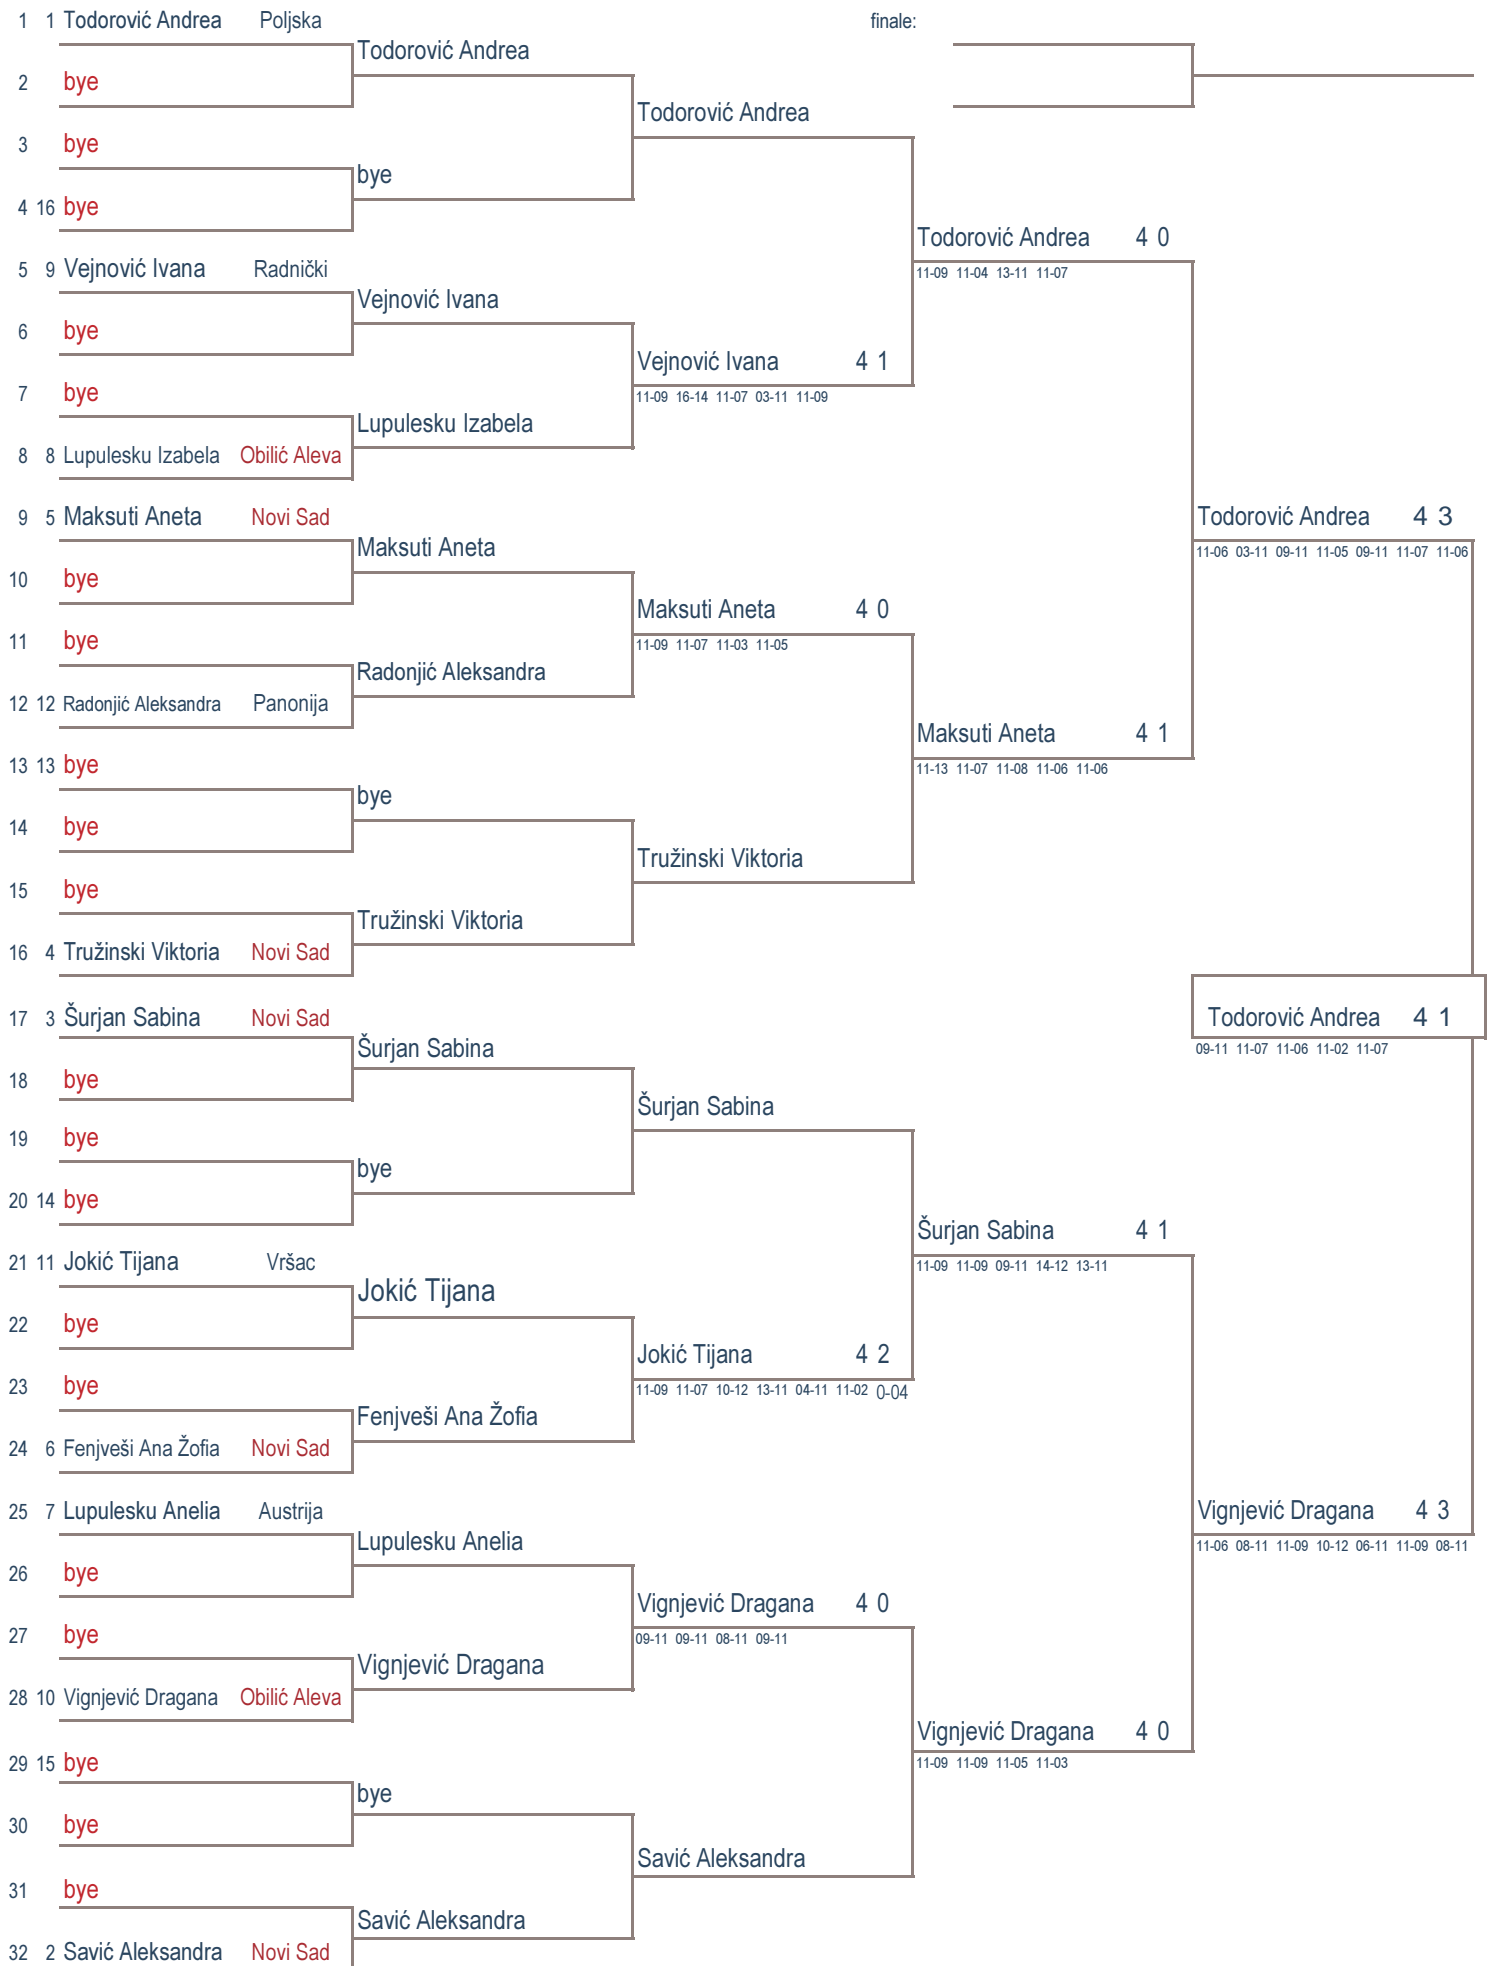 1 1 Todorović Andrea Poljska finale:
Todorović Andrea
2 bye
Todorović Andrea
3 bye
bye
4 16 bye
Todorović Andrea 4 0
5 9 Vejnović Ivana Radnički
11-09 11-04 13-11 11-07
Vejnović Ivana
6 bye
Vejnović Ivana 4 1
7 bye
11-09 16-14 11-07 03-11 11-09
Lupulesku Izabela
8 8 Lupulesku Izabela Obilić Aleva
9 5 Maksuti Aneta Novi Sad
Todorović Andrea 4 3
Maksuti Aneta
11-06 03-11 09-11 11-05 09-11 11-07 11-06
10 bye
Maksuti Aneta 4 0
11 bye
11-09 11-07 11-03 11-05
Radonjić Aleksandra
12 12 Radonjić Aleksandra Panonija
Maksuti Aneta 4 1
13 13 bye
11-13 11-07 11-08 11-06 11-06
bye
14 bye
Tružinski Viktoria
15 bye
Tružinski Viktoria
16 4 Tružinski Viktoria Novi Sad
17 3 Šurjan Sabina Novi Sad
Todorović Andrea 4 1
Šurjan Sabina
09-11 11-07 11-06 11-02 11-07
18 bye
Šurjan Sabina
19 bye
bye
20 14 bye
Šurjan Sabina 4 1
21 11 Jokić Tijana Vršac
11-09 11-09 09-11 14-12 13-11
Jokić Tijana
22 bye
Jokić Tijana 4 2
23 bye
11-09 11-07 10-12 13-11 04-11 11-02 0-04
Fenjveši Ana Žofia
24 6 Fenjveši Ana Žofia Novi Sad
25 7 Lupulesku Anelia Austrija
Vignjević Dragana 4 3
Lupulesku Anelia
11-06 08-11 11-09 10-12 06-11 11-09 08-11
26 bye
Vignjević Dragana 4 0
27 bye
09-11 09-11 08-11 09-11
Vignjević Dragana
28 10 Vignjević Dragana Obilić Aleva
Vignjević Dragana 4 0
29 15 bye
11-09 11-09 11-05 11-03
bye
30 bye
Savić Aleksandra
31 bye
Savić Aleksandra
32 2 Savić Aleksandra Novi Sad